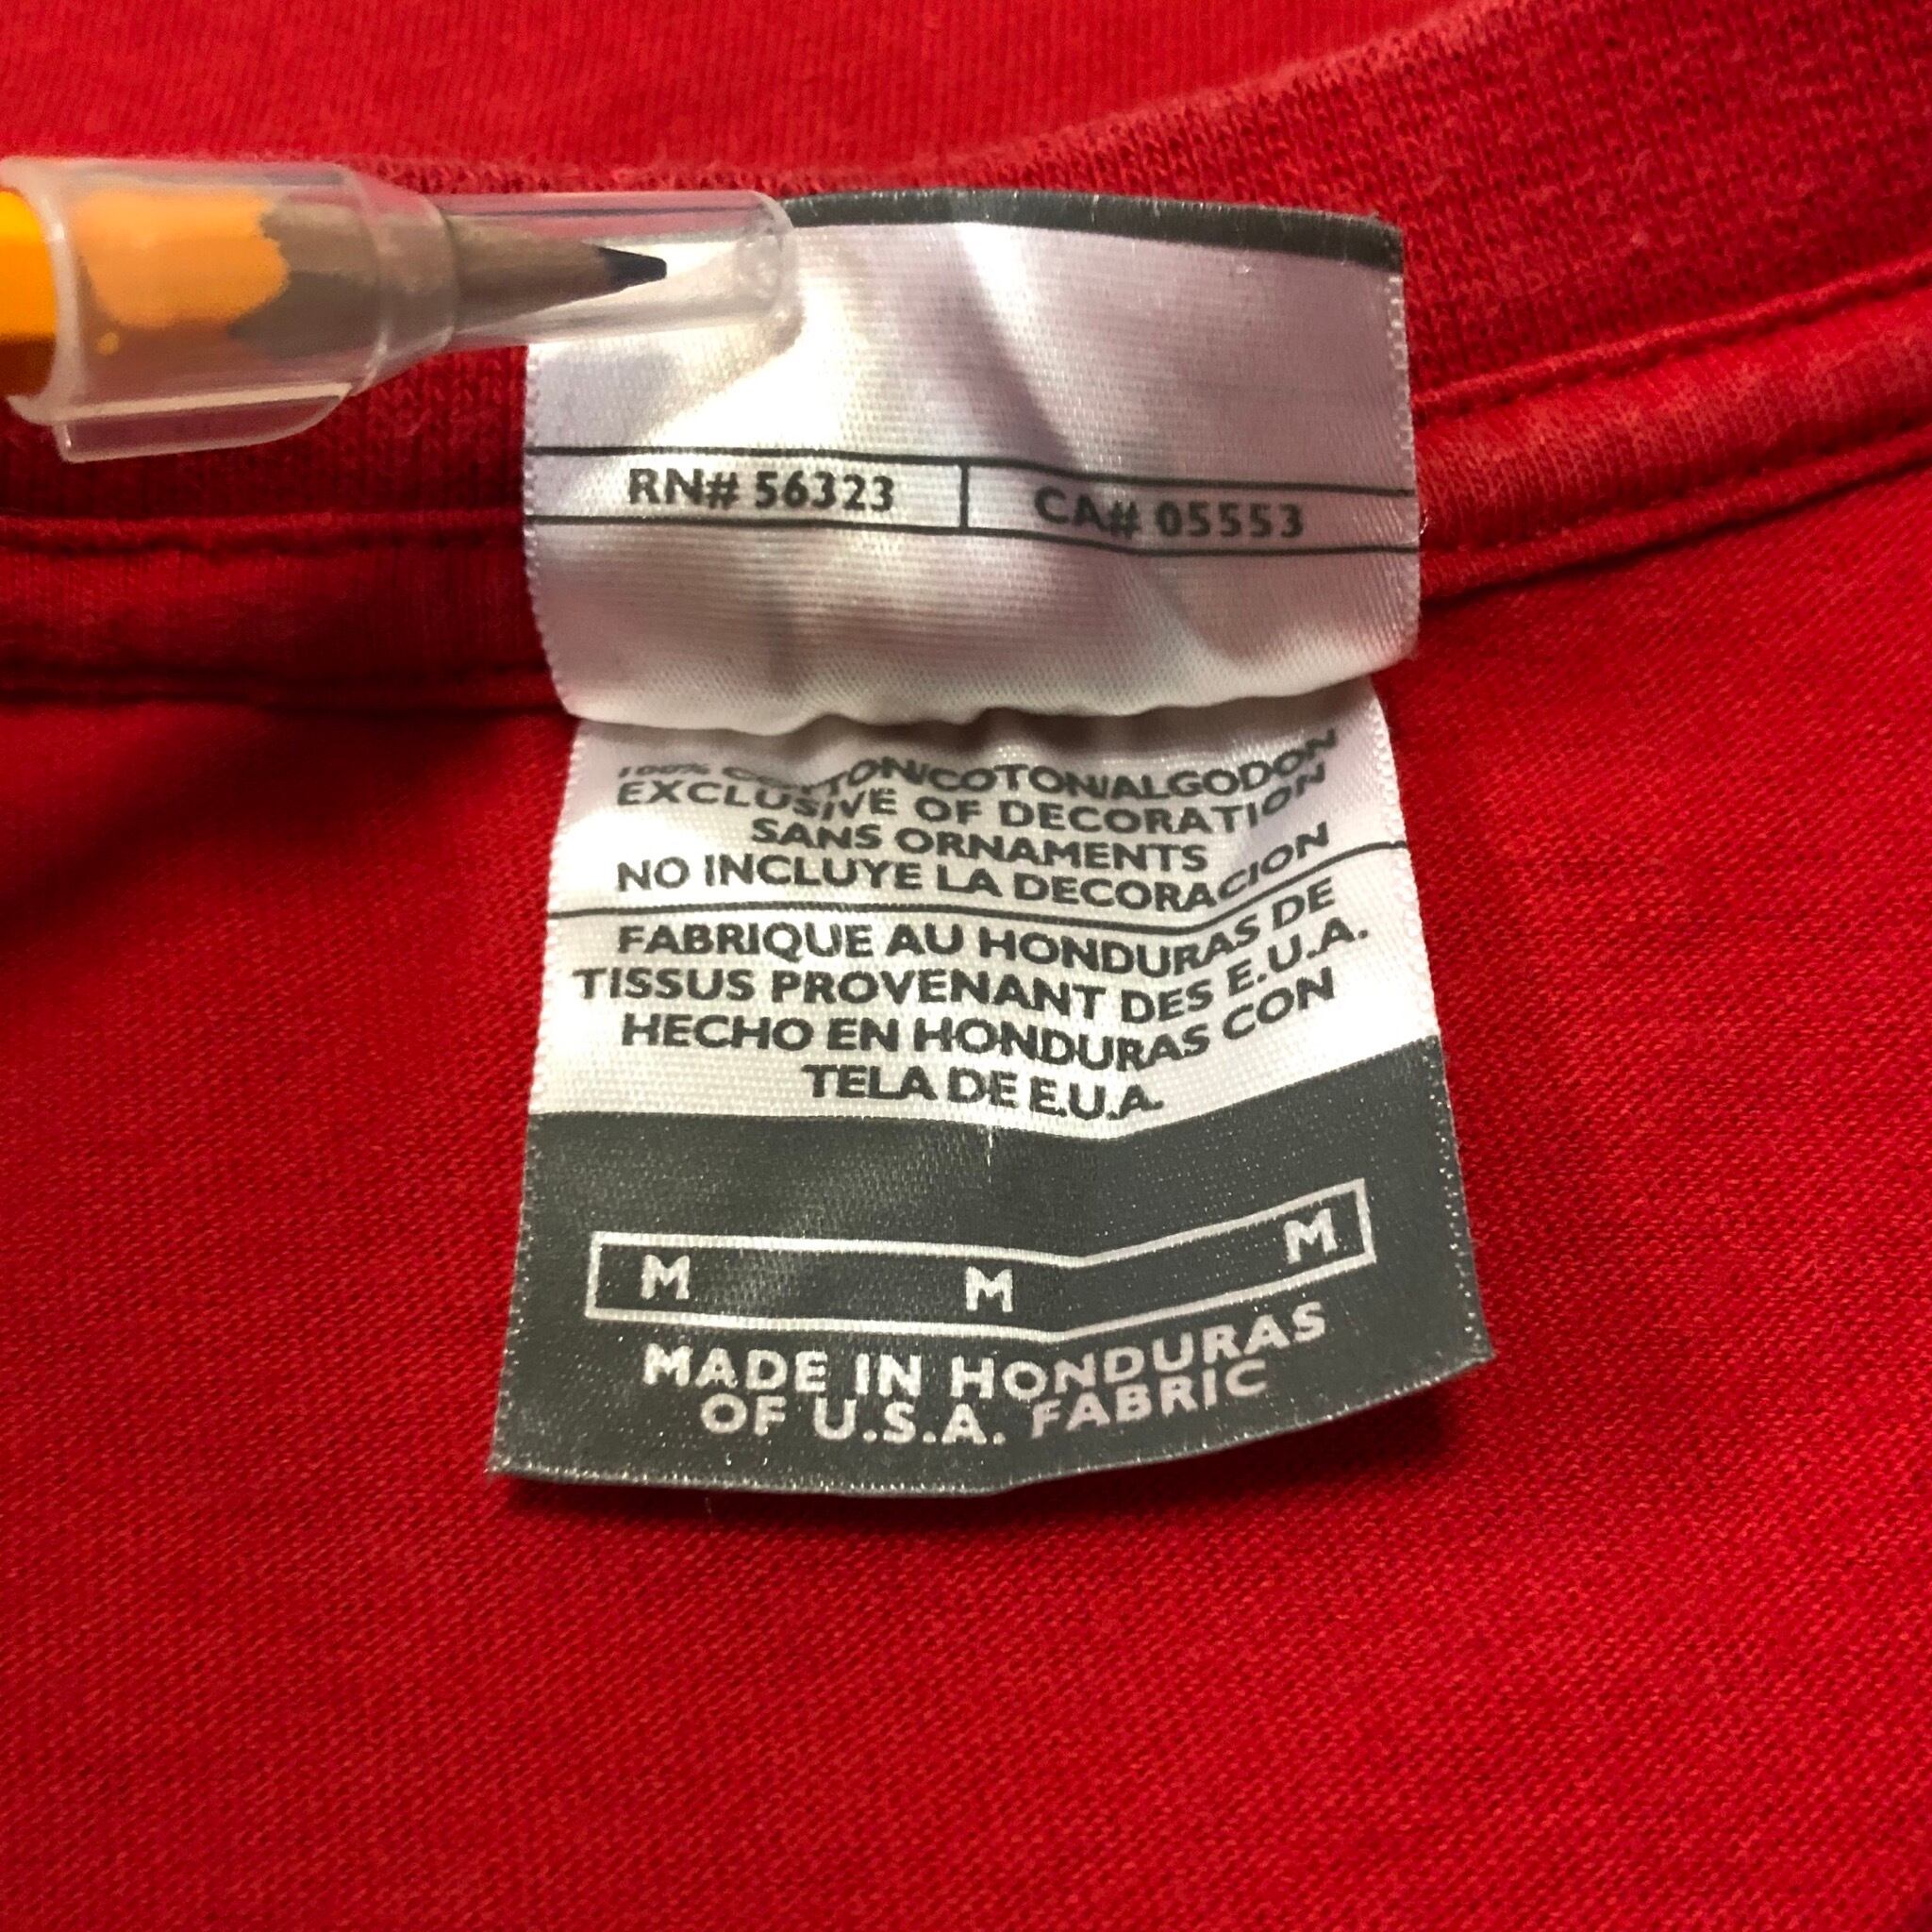 RN# 56323 CA# 05553
100% COTTON/COTON/ALGODON
EXCLUSIVE OF DECORATION
SANS ORNAMENTS
NO INCLUYE LA DECORACION
FABRIQUE AU HONDURAS DE
TISSUS PROVENANT DES E.U.A.
HECHO EN HONDURAS CON
TELA DE E.U.A.
M M M
MADE IN HONDURAS
OF U.S.A. FABRIC